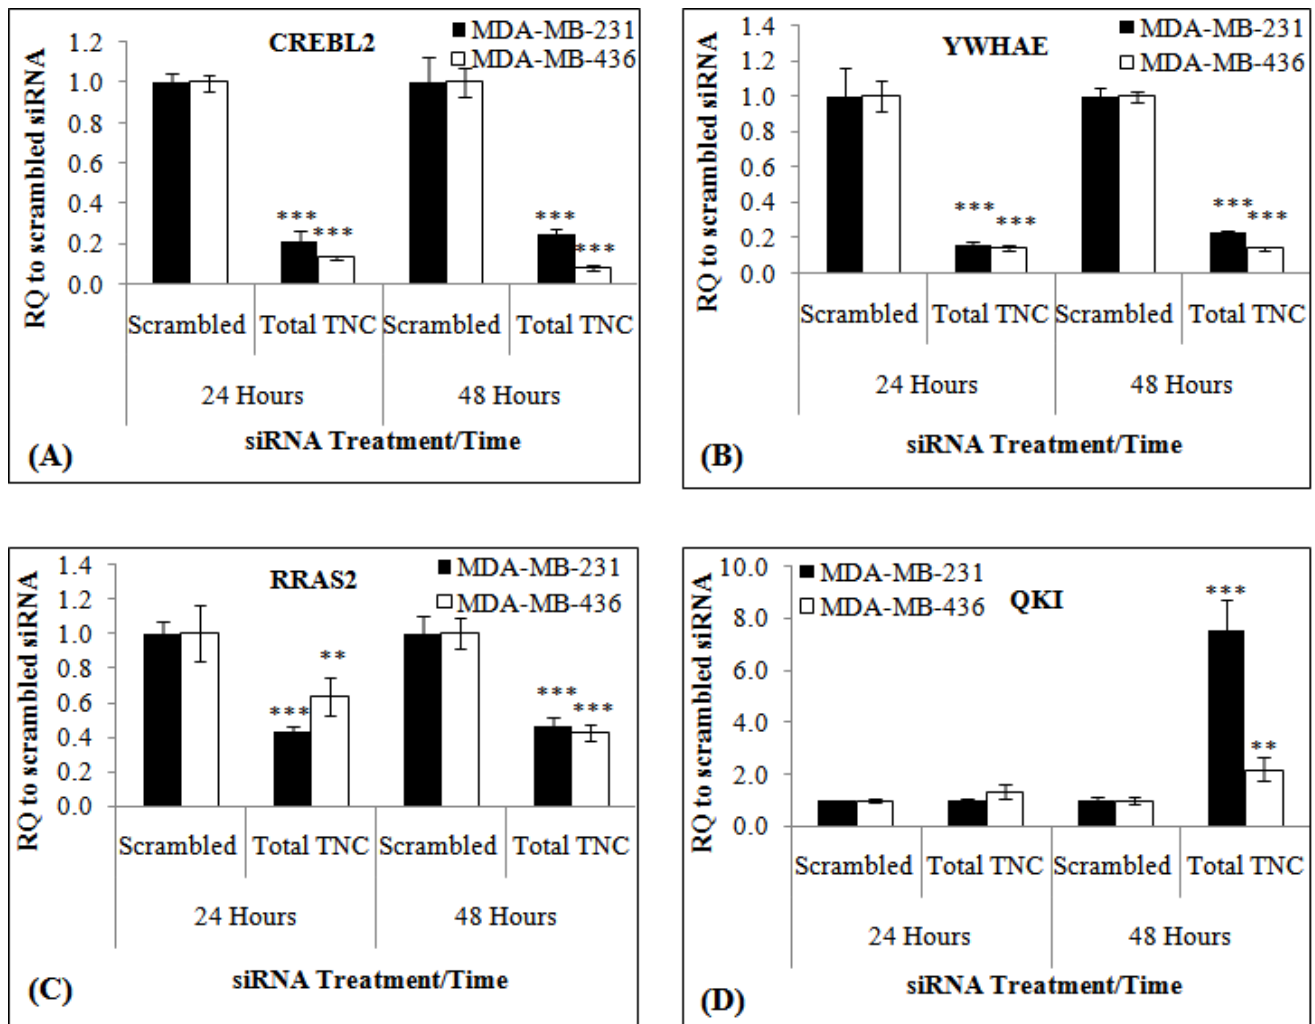 CREBL2
MDA-MB-231
MDA-MB-436
RQ to scrambled siRNA
1.2
1.0
0.8
0.6
0.4
0.2
0.0
*** *** *** ***
Scrambled Total TNC Scrambled Total TNC
24 Hours 48 Hours
siRNA Treatment/Time
(A)
YWHAE
MDA-MB-231
MDA-MB-436
RQ to scrambled siRNA
1.4
1.2
1.0
0.8
0.6
0.4
0.2
0.0
*** *** *** ***
Scrambled Total TNC Scrambled Total TNC
24 Hours 48 Hours
siRNA Treatment/Time
(B)
RRAS2
MDA-MB-231
MDA-MB-436
RQ to scrambled siRNA
1.4
1.2
1.0
0.8
0.6
0.4
0.2
0.0
*** ** *** ***
Scrambled Total TNC Scrambled Total TNC
24 Hours 48 Hours
siRNA Treatment/Time
(C)
MDA-MB-231
MDA-MB-436
QKI
RQ to scrambled siRNA
10.0
8.0
6.0
4.0
2.0
0.0
*** **
Scrambled Total TNC Scrambled Total TNC
24 Hours 48 Hours
siRNA Treatment/Time
(D)